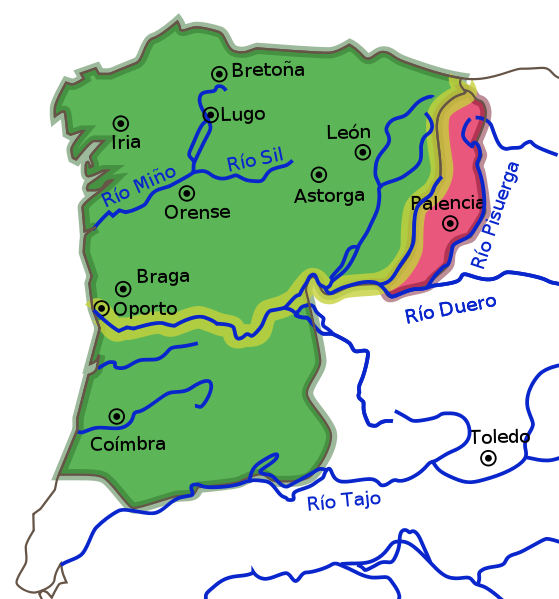 Bretoña
Lugo
Iria
León
Río Sil
Río Miño
Astorga
Orense
Palencia
Río Pisuerga
Braga
Oporto
Río Duero
Coímbra
Toledo
Río Tajo